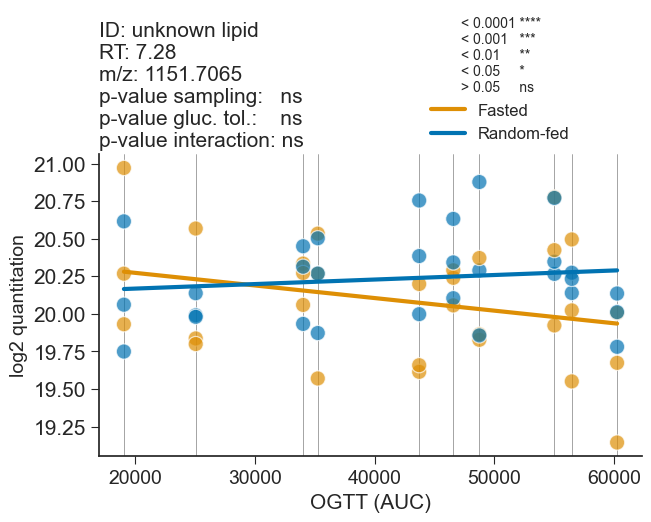 ID: unknown lipid
RT: 7.28
m/z: 1151.7065
p-value sampling: ns
p-value gluc. tol.: ns
p-value interaction: ns
< 0.0001 ****
< 0.001 ***
< 0.01 **
< 0.05 *
> 0.05 ns
Fasted
Random-fed
log2 quantitation
21.00
20.75
20.50
20.25
20.00
19.75
19.50
19.25
20000 30000 40000 50000 60000
OGTT (AUC)